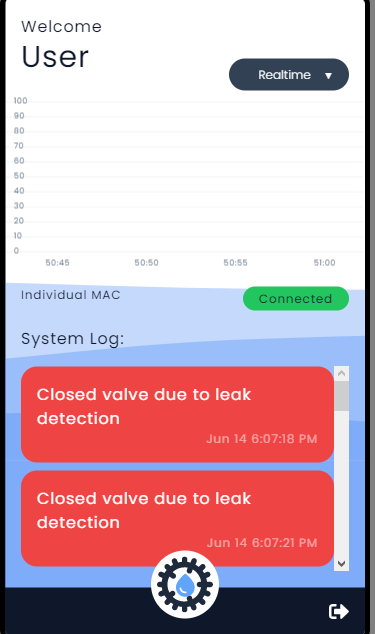 Welcome
User
Realtime ▼
100
90
80
70
60
50
40
30
20
10
0
50:45 50:50 50:55 51:00
Individual MAC
Connected
System Log:
Closed valve due to leak
detection
Jun 14 6:07:18 PM
Closed valve due to leak
detection
Jun 14 6:07:21 PM